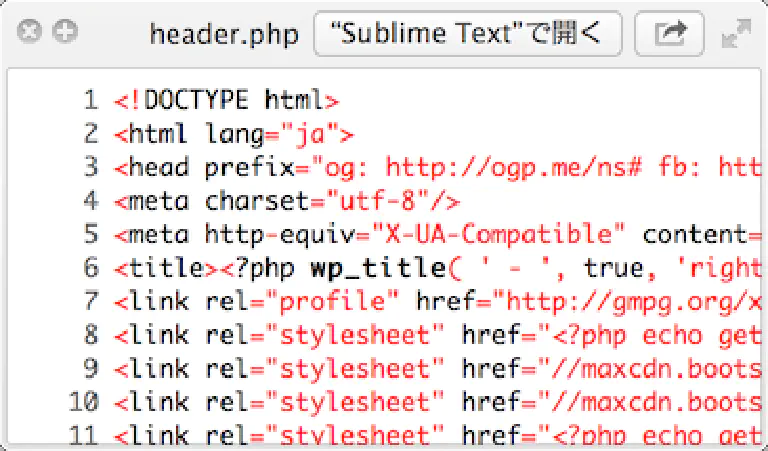 header.php "Sublime Text"で開く
1 <!DOCTYPE html>
2 <html lang="ja">
3 <head prefix="og: http://ogp.me/ns# fb: htt
4 <meta charset="utf-8"/>
5 <meta http-equiv="X-UA-Compatible" content=
6 <title><?php wp_title( ' - ', true, 'right
7 <link rel="profile" href="http://gmpg.org/x
8 <link rel="stylesheet" href="<?php echo get
9 <link rel="stylesheet" href="//maxcdn.boots
10 <link rel="stylesheet" href="//maxcdn.boots
11 <link rel="stylesheet" href="<?php echo get